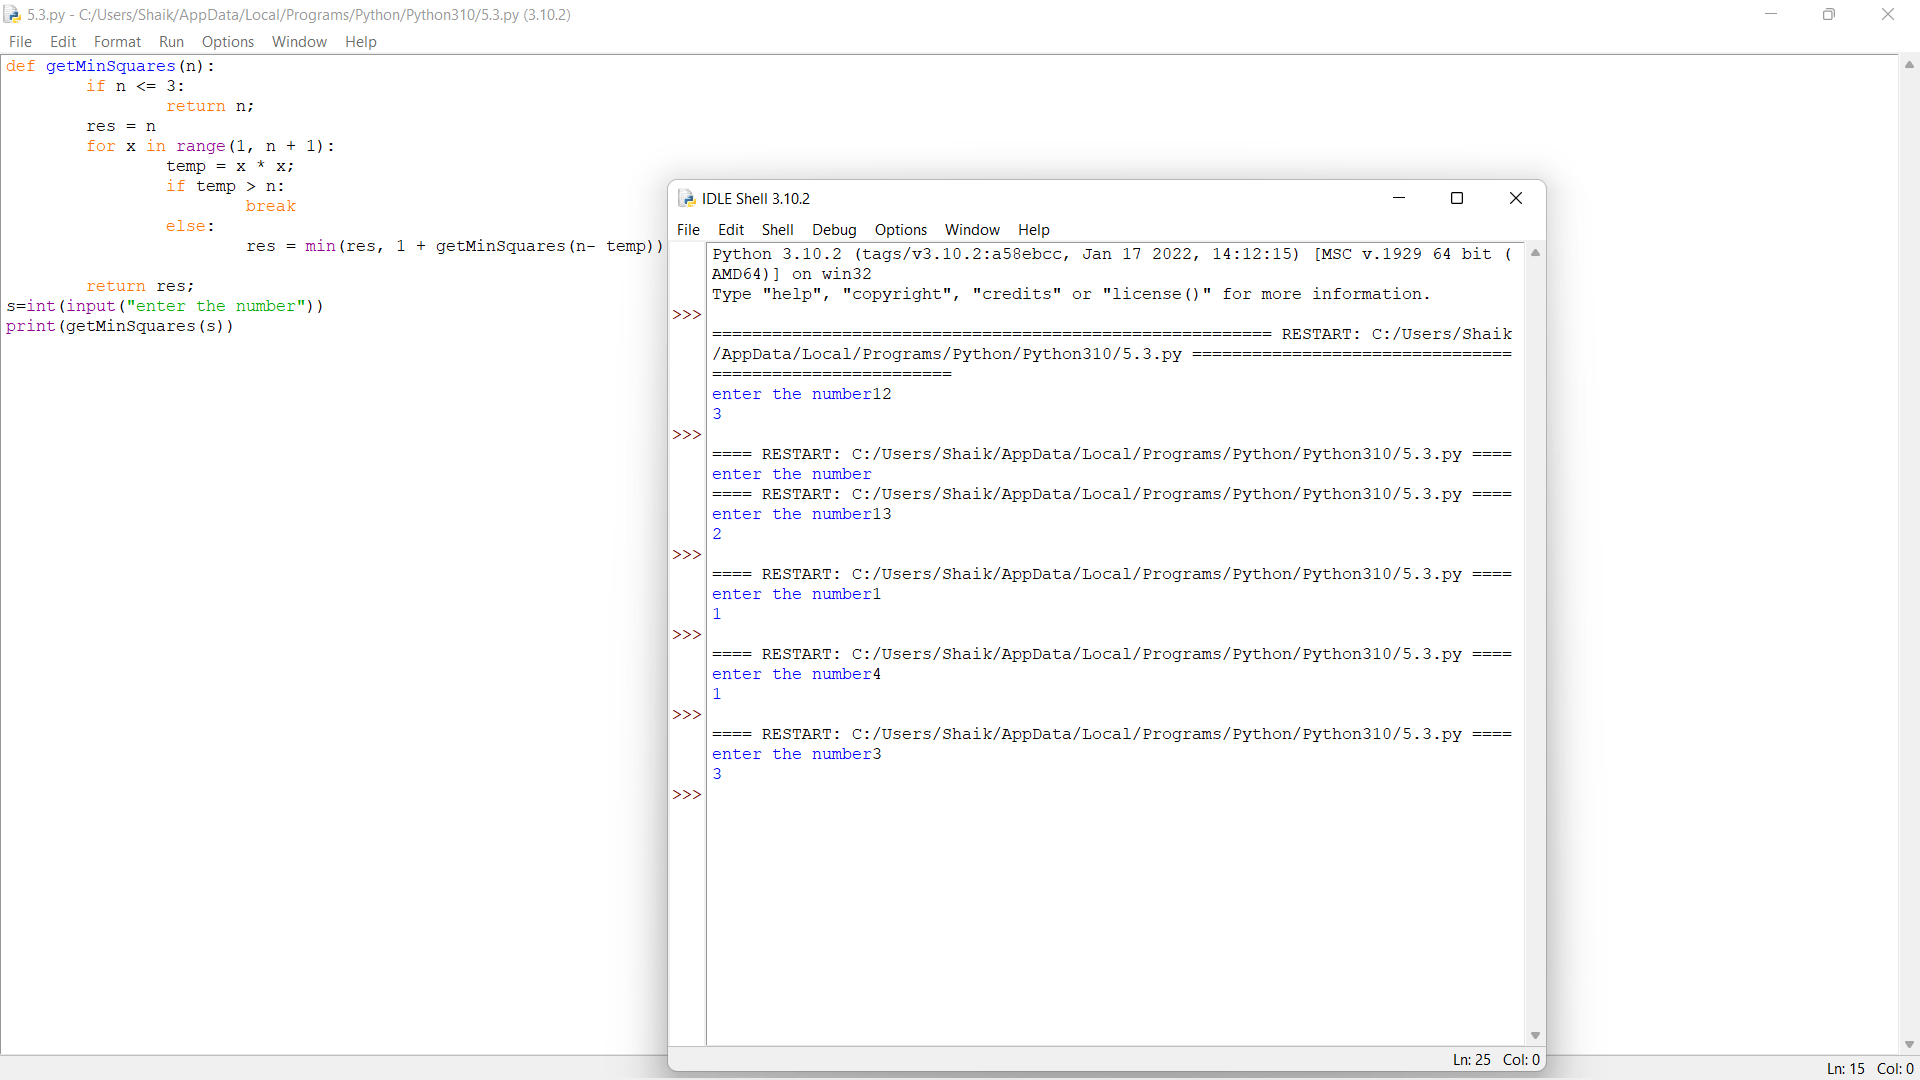 5.3.py - C:/Users/Shaik/AppData/Local/Programs/Python/Python310/5.3.py (3.10.2)
File Edit Format Run Options Window Help
def getMinSquares(n):
        if n <= 3:
                return n;
        res = n
        for x in range(1, n + 1):
                temp = x * x;
                if temp > n:
                        break
                else:
                        res = min(res, 1 + getMinSquares(n- temp))
        return res;
s=int(input("enter the number"))
print(getMinSquares(s))
Ln: 15 Col: 0
IDLE Shell 3.10.2
File Edit Shell Debug Options Window Help
Python 3.10.2 (tags/v3.10.2:a58ebcc, Jan 17 2022, 14:12:15) [MSC v.1929 64 bit (
AMD64)] on win32
Type "help", "copyright", "credits" or "license()" for more information.
>>>
======================================================== RESTART: C:/Users/Shaik
/AppData/Local/Programs/Python/Python310/5.3.py ================================
========================
enter the number12
3
>>>
==== RESTART: C:/Users/Shaik/AppData/Local/Programs/Python/Python310/5.3.py ====
enter the number
==== RESTART: C:/Users/Shaik/AppData/Local/Programs/Python/Python310/5.3.py ====
enter the number13
2
>>>
==== RESTART: C:/Users/Shaik/AppData/Local/Programs/Python/Python310/5.3.py ====
enter the number1
1
>>>
==== RESTART: C:/Users/Shaik/AppData/Local/Programs/Python/Python310/5.3.py ====
enter the number4
1
>>>
==== RESTART: C:/Users/Shaik/AppData/Local/Programs/Python/Python310/5.3.py ====
enter the number3
3
>>>
Ln: 25 Col: 0